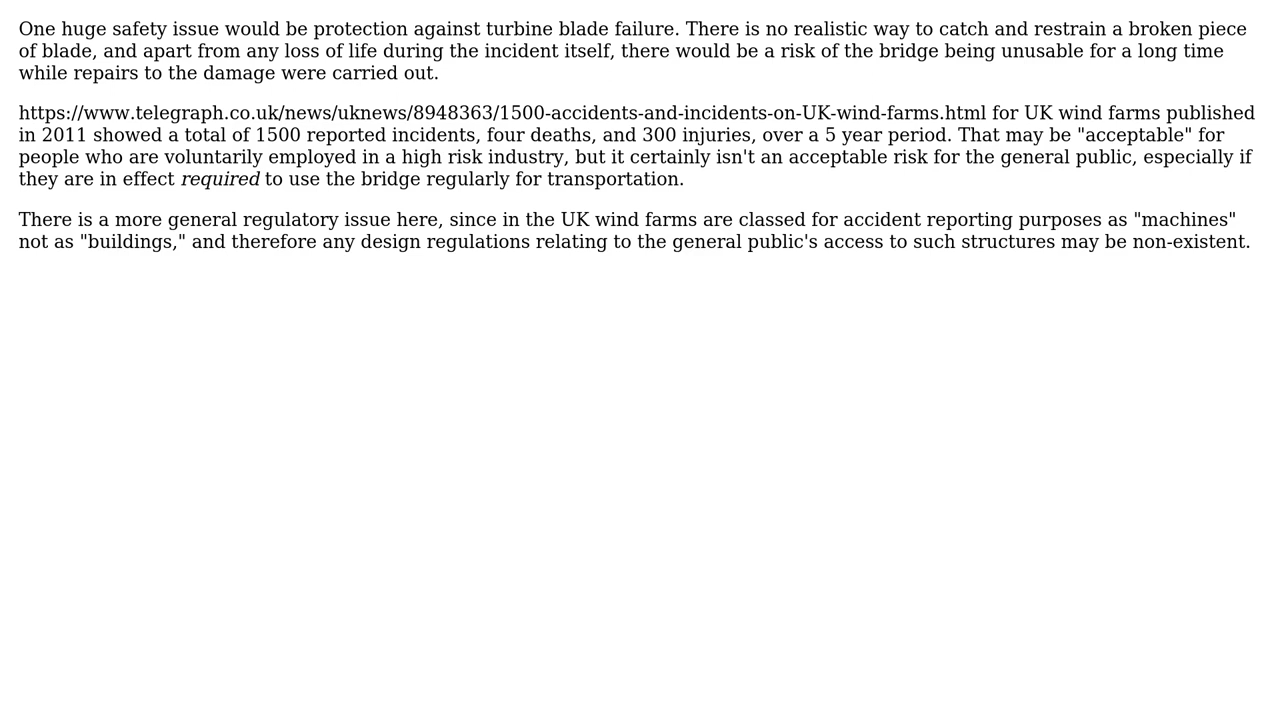 One huge safety issue would be protection against turbine blade failure. There is no realistic way to catch and restrain a broken piece
of blade, and apart from any loss of life during the incident itself, there would be a risk of the bridge being unusable for a long time
while repairs to the damage were carried out.
https://www.telegraph.co.uk/news/uknews/8948363/1500-accidents-and-incidents-on-UK-wind-farms.html for UK wind farms published
in 2011 showed a total of 1500 reported incidents, four deaths, and 300 injuries, over a 5 year period. That may be "acceptable" for
people who are voluntarily employed in a high risk industry, but it certainly isn't an acceptable risk for the general public, especially if
they are in effect required to use the bridge regularly for transportation.
There is a more general regulatory issue here, since in the UK wind farms are classed for accident reporting purposes as "machines"
not as "buildings," and therefore any design regulations relating to the general public's access to such structures may be non-existent.